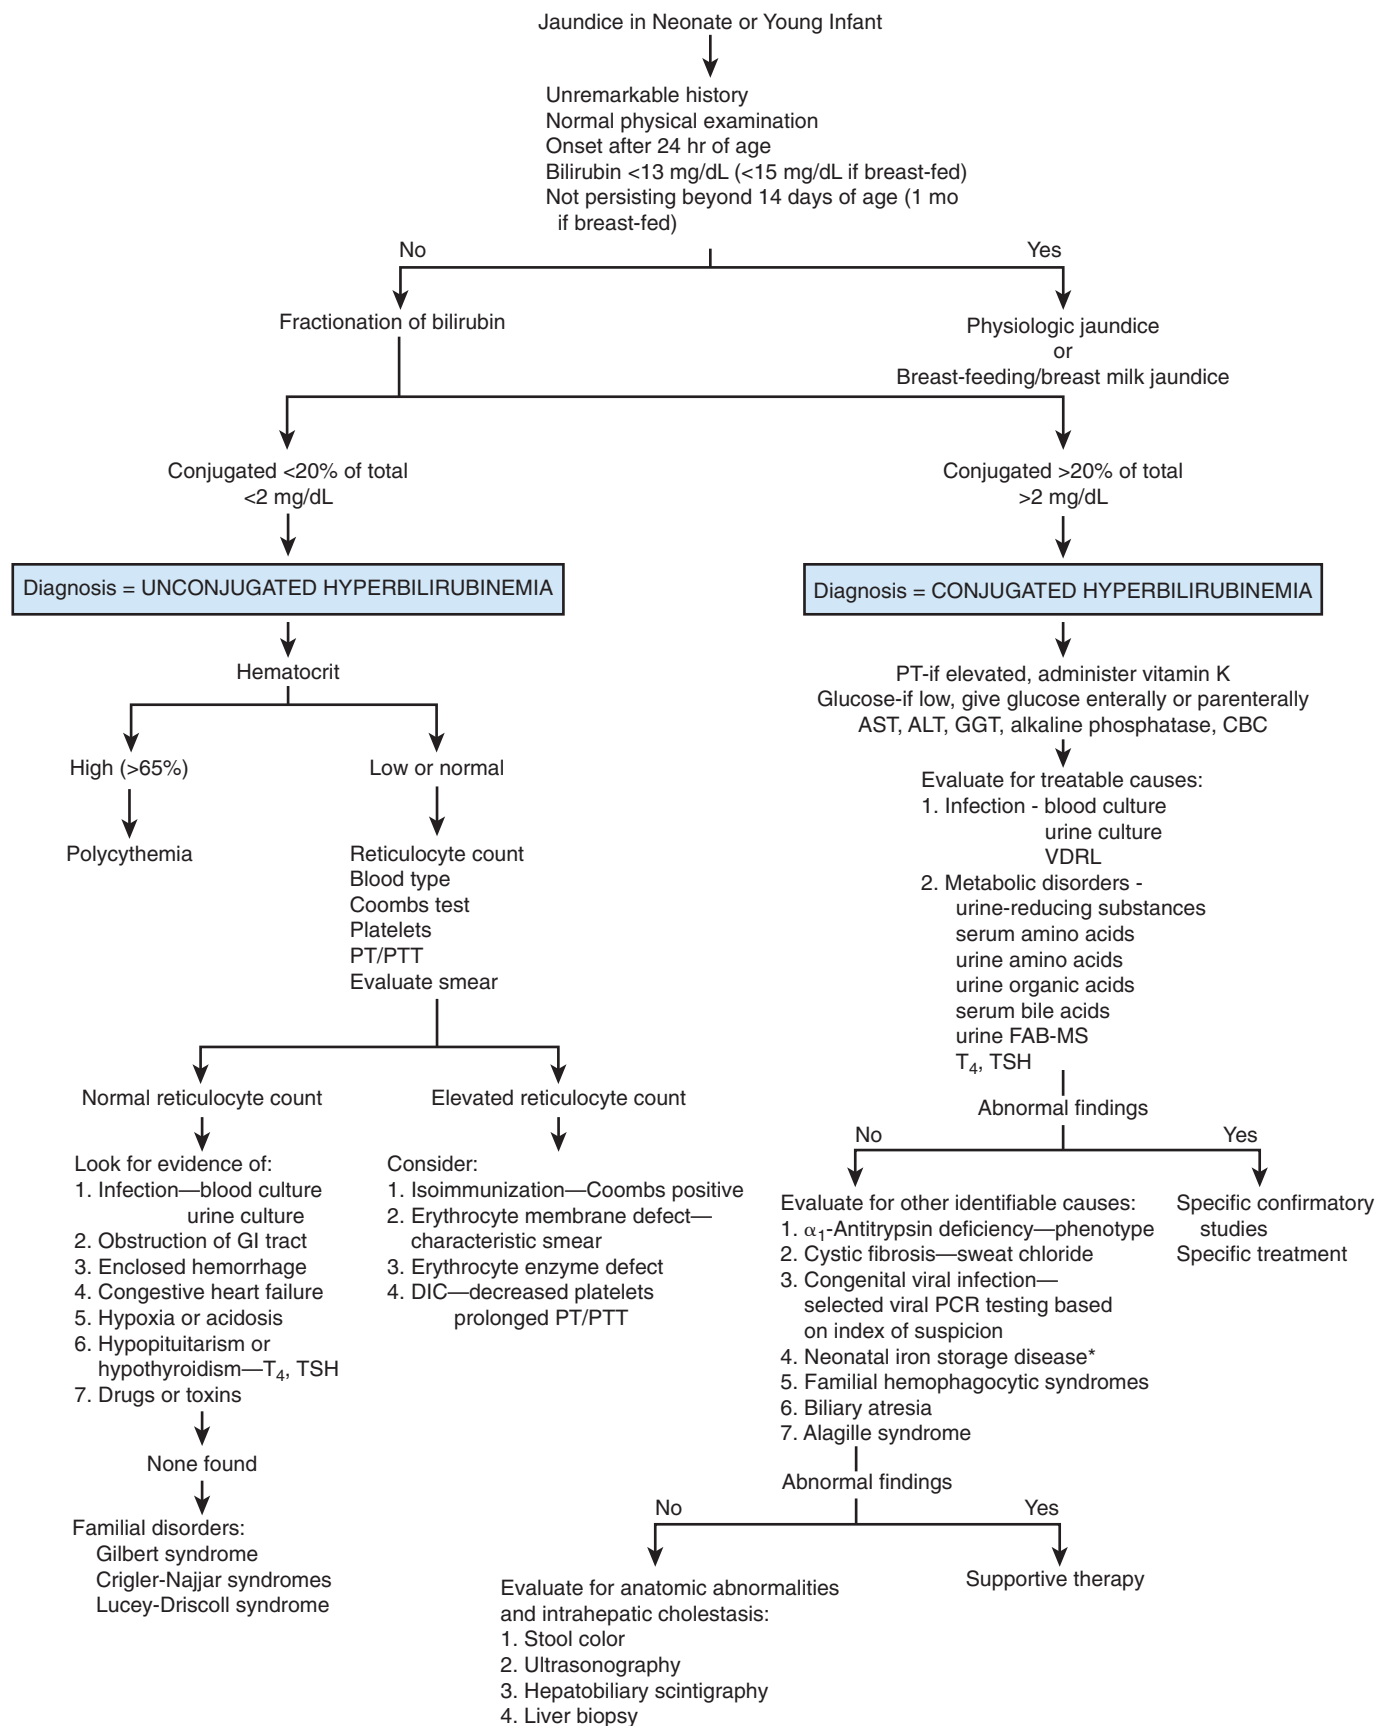 Jaundice in Neonate or Young Infant
Unremarkable history
Normal physical examination
Onset after 24 hr of age
Bilirubin <13 mg/dL (<15 mg/dL if breast-fed)
Not persisting beyond 14 days of age (1 mo
if breast-fed)
No
Yes
Fractionation of bilirubin
Physiologic jaundice
or
Breast-feeding/breast milk jaundice
Conjugated <20% of total
<2 mg/dL
Conjugated >20% of total
>2 mg/dL
Diagnosis = UNCONJUGATED HYPERBILIRUBINEMIA
Diagnosis = CONJUGATED HYPERBILIRUBINEMIA
Hematocrit
High (>65%)
Low or normal
Polycythemia
Reticulocyte count
Blood type
Coombs test
Platelets
PT/PTT
Evaluate smear
Normal reticulocyte count
Elevated reticulocyte count
Look for evidence of:
1. Infection—blood culture
urine culture
2. Obstruction of GI tract
3. Enclosed hemorrhage
4. Congestive heart failure
5. Hypoxia or acidosis
6. Hypopituitarism or
hypothyroidism—T4, TSH
7. Drugs or toxins
None found
Familial disorders:
Gilbert syndrome
Crigler-Najjar syndromes
Lucey-Driscoll syndrome
Consider:
1. Isoimmunization—Coombs positive
2. Erythrocyte membrane defect—
characteristic smear
3. Erythrocyte enzyme defect
4. DIC—decreased platelets
prolonged PT/PTT
PT-if elevated, administer vitamin K
Glucose-if low, give glucose enterally or parenterally
AST, ALT, GGT, alkaline phosphatase, CBC
Evaluate for treatable causes:
1. Infection - blood culture
urine culture
VDRL
2. Metabolic disorders -
urine-reducing substances
serum amino acids
urine amino acids
urine organic acids
serum bile acids
urine FAB-MS
T4, TSH
Abnormal findings
No
Yes
Evaluate for other identifiable causes:
1. α1-Antitrypsin deficiency—phenotype
2. Cystic fibrosis—sweat chloride
3. Congenital viral infection—
selected viral PCR testing based
on index of suspicion
4. Neonatal iron storage disease*
5. Familial hemophagocytic syndromes
6. Biliary atresia
7. Alagille syndrome
Specific confirmatory
studies
Specific treatment
Abnormal findings
No
Yes
Evaluate for anatomic abnormalities
and intrahepatic cholestasis:
1. Stool color
2. Ultrasonography
3. Hepatobiliary scintigraphy
4. Liver biopsy
Supportive therapy